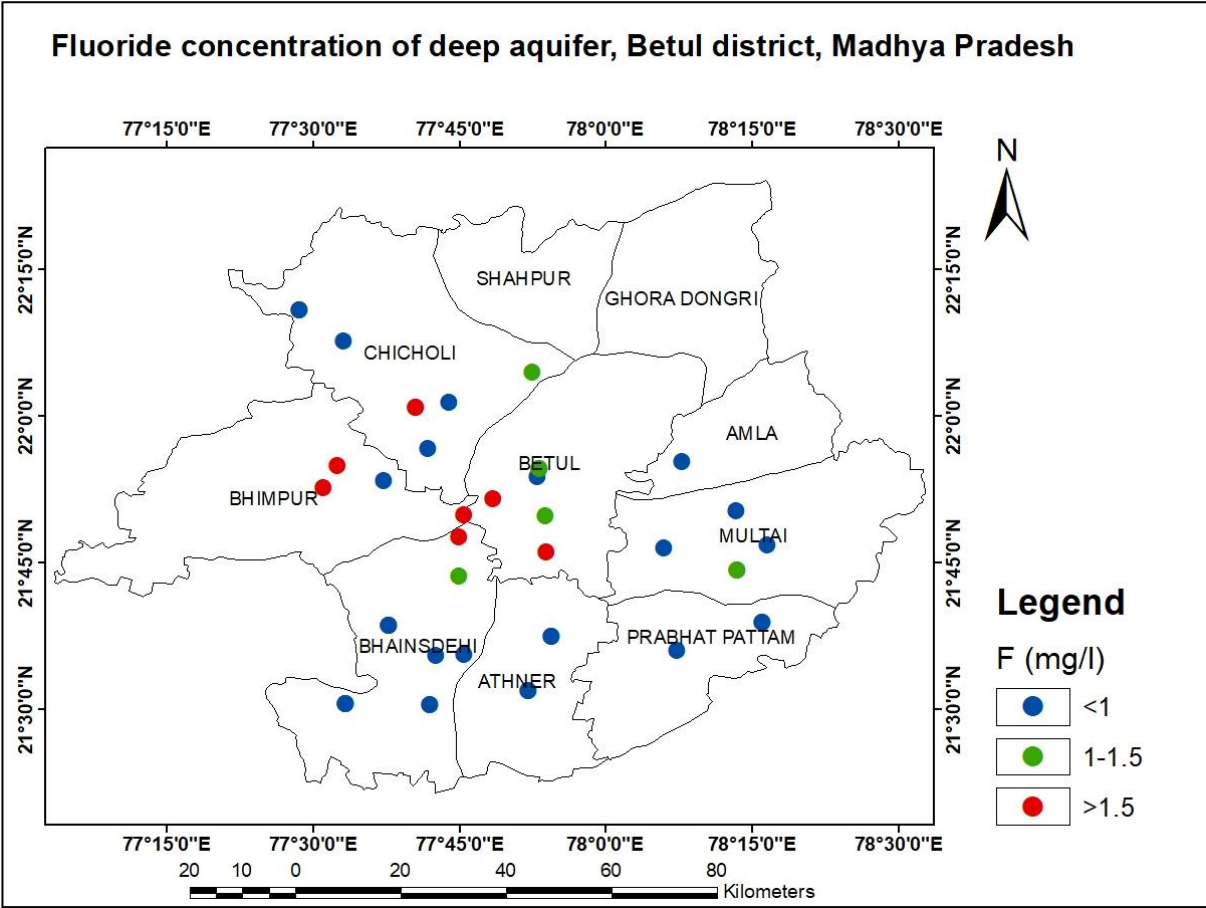 Fluoride concentration of deep aquifer, Betul district, Madhya Pradesh
77°15'0"E 77°30'0"E 77°45'0"E 78°0'0"E 78°15'0"E 78°30'0"E
N
22°15'0"N 22°15'0"N
SHAHPUR
GHORA DONGRI
CHICHOLI
22°0'0"N 22°0'0"N
AMLA
BETUL
BHIMPUR
MULTAI
21°45'0"N 21°45'0"N
BHAINSDEHI
PRABHAT PATTAM
ATHNER
21°30'0"N 21°30'0"N
77°15'0"E 77°30'0"E 77°45'0"E 78°0'0"E 78°15'0"E 78°30'0"E
20 10 0 20 40 60 80
Kilometers
Legend
F (mg/l)
<1
1-1.5
>1.5